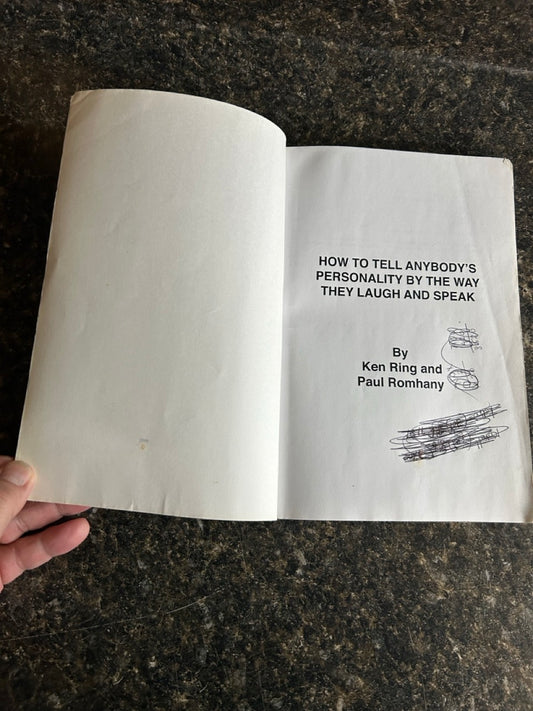 HOW TO TELL ANYBODY'S
PERSONALITY BY THE WAY
THEY LAUGH AND SPEAK
By
Ken Ring and
Paul Romhany